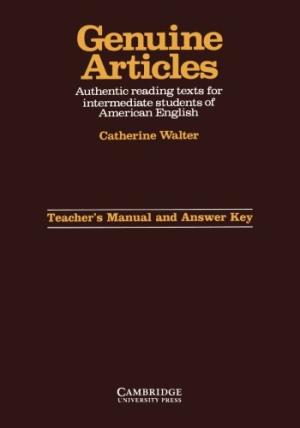 Genuine
Articles
Authentic reading texts for
intermediate students of
American English
Catherine Walter
Teacher's Manual and Answer Key
CAMBRIDGE
UNIVERSITY PRESS